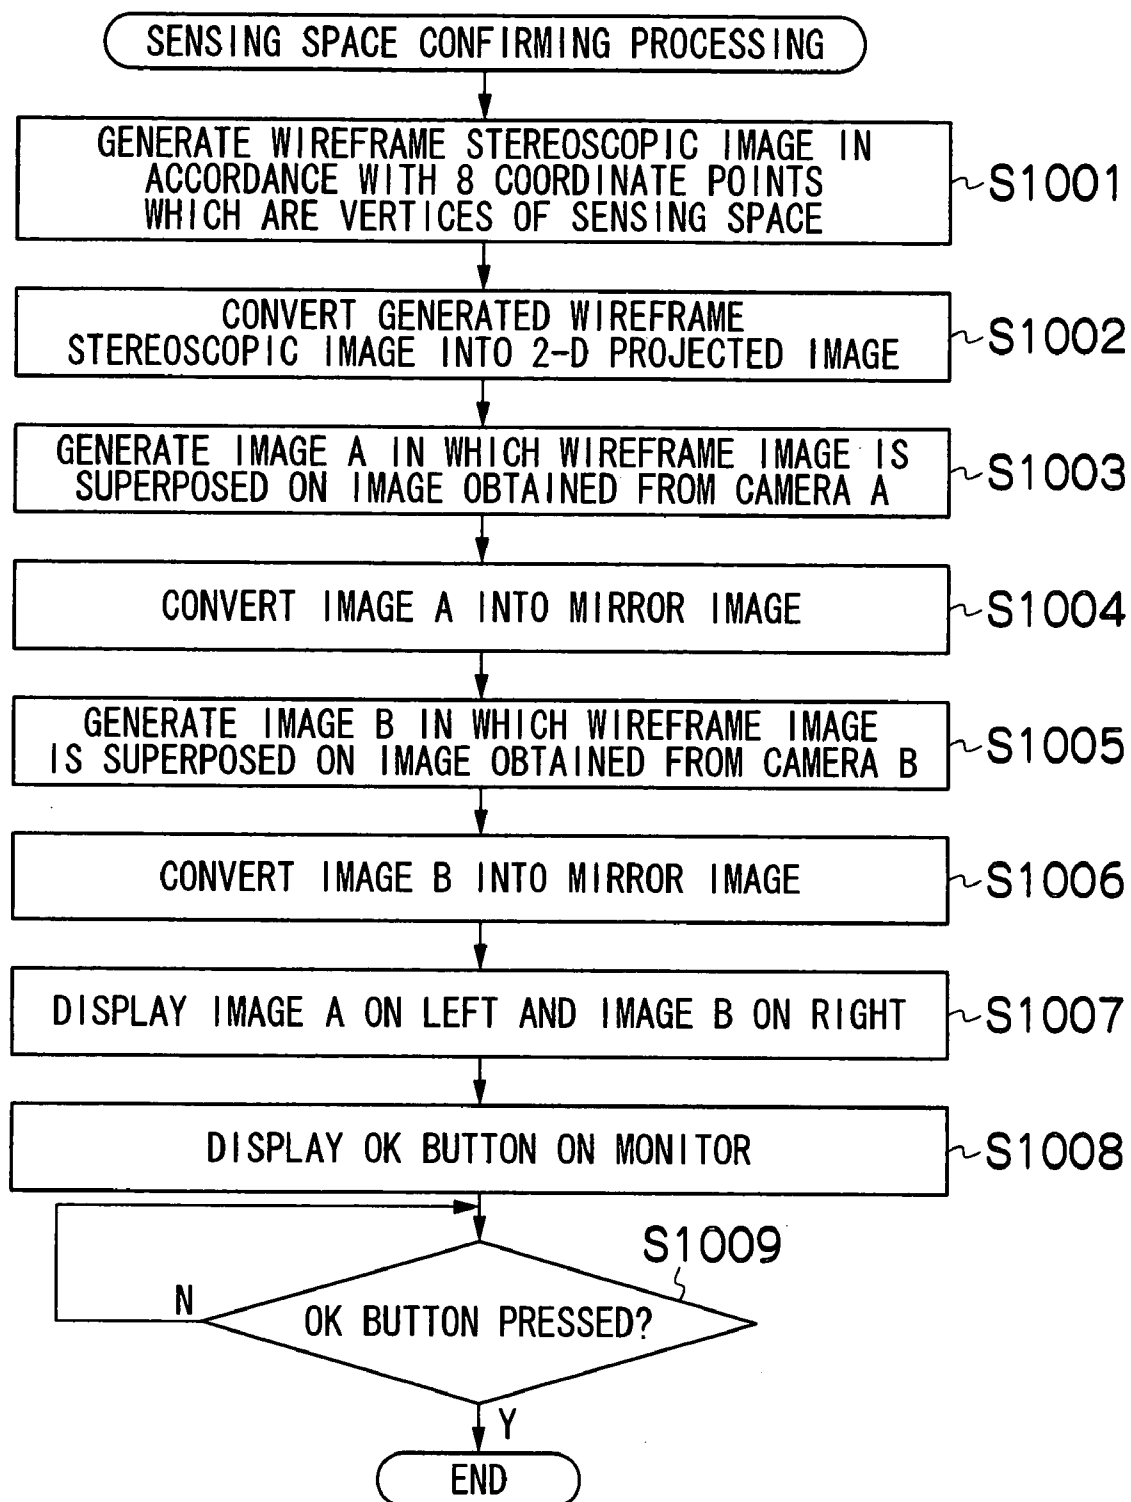 SENSING SPACE CONFIRMING PROCESSING
GENERATE WIREFRAME STEREOSCOPIC IMAGE IN
ACCORDANCE WITH 8 COORDINATE POINTS
WHICH ARE VERTICES OF SENSING SPACE
S1001
CONVERT GENERATED WIREFRAME
STEREOSCOPIC IMAGE INTO 2-D PROJECTED IMAGE
S1002
GENERATE IMAGE A IN WHICH WIREFRAME IMAGE IS
SUPERPOSED ON IMAGE OBTAINED FROM CAMERA A
S1003
CONVERT IMAGE A INTO MIRROR IMAGE
S1004
GENERATE IMAGE B IN WHICH WIREFRAME IMAGE
IS SUPERPOSED ON IMAGE OBTAINED FROM CAMERA B
S1005
CONVERT IMAGE B INTO MIRROR IMAGE
S1006
DISPLAY IMAGE A ON LEFT AND IMAGE B ON RIGHT
S1007
DISPLAY OK BUTTON ON MONITOR
S1008
S1009
N
OK BUTTON PRESSED?
Y
END